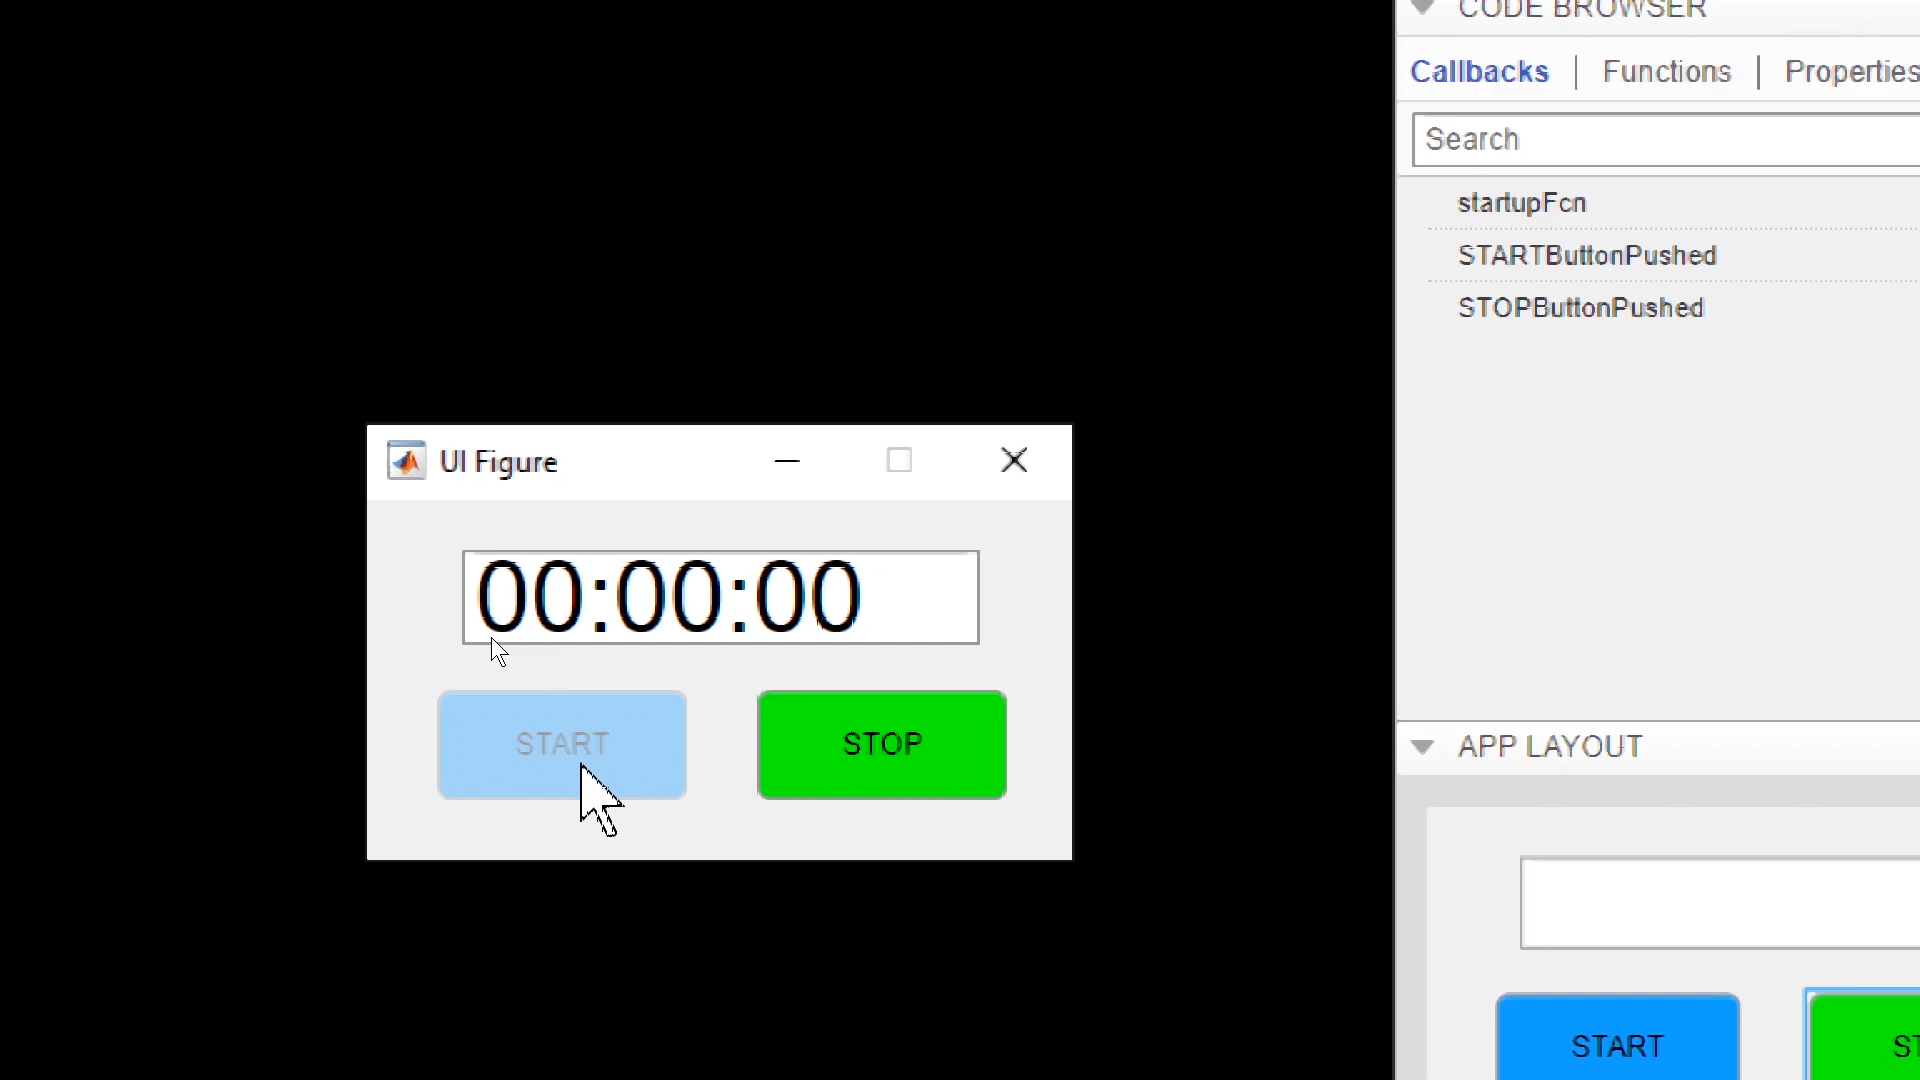 CODE BROWSER
Callbacks | Functions | Properties
Search
startupFcn
STARTButtonPushed
STOPButtonPushed
UI Figure
00:00:00
START STOP
APP LAYOUT
START ST